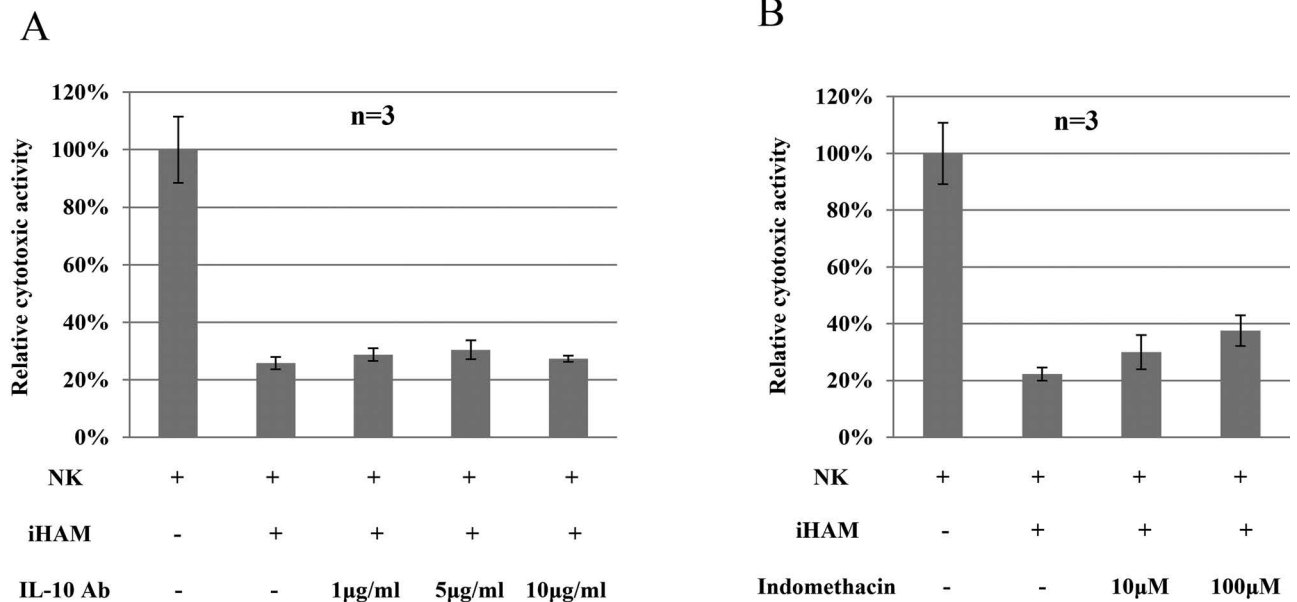 A
120%
100%
80%
60%
40%
20%
0%
Relative cytotoxic activity
n=3
NK + + + + +
iHAM - + + + +
IL-10 Ab - - 1μg/ml 5μg/ml 10μg/ml
B
120%
100%
80%
60%
40%
20%
0%
Relative cytotoxic activity
n=3
NK + + + +
iHAM - + + +
Indomethacin - - 10μM 100μM